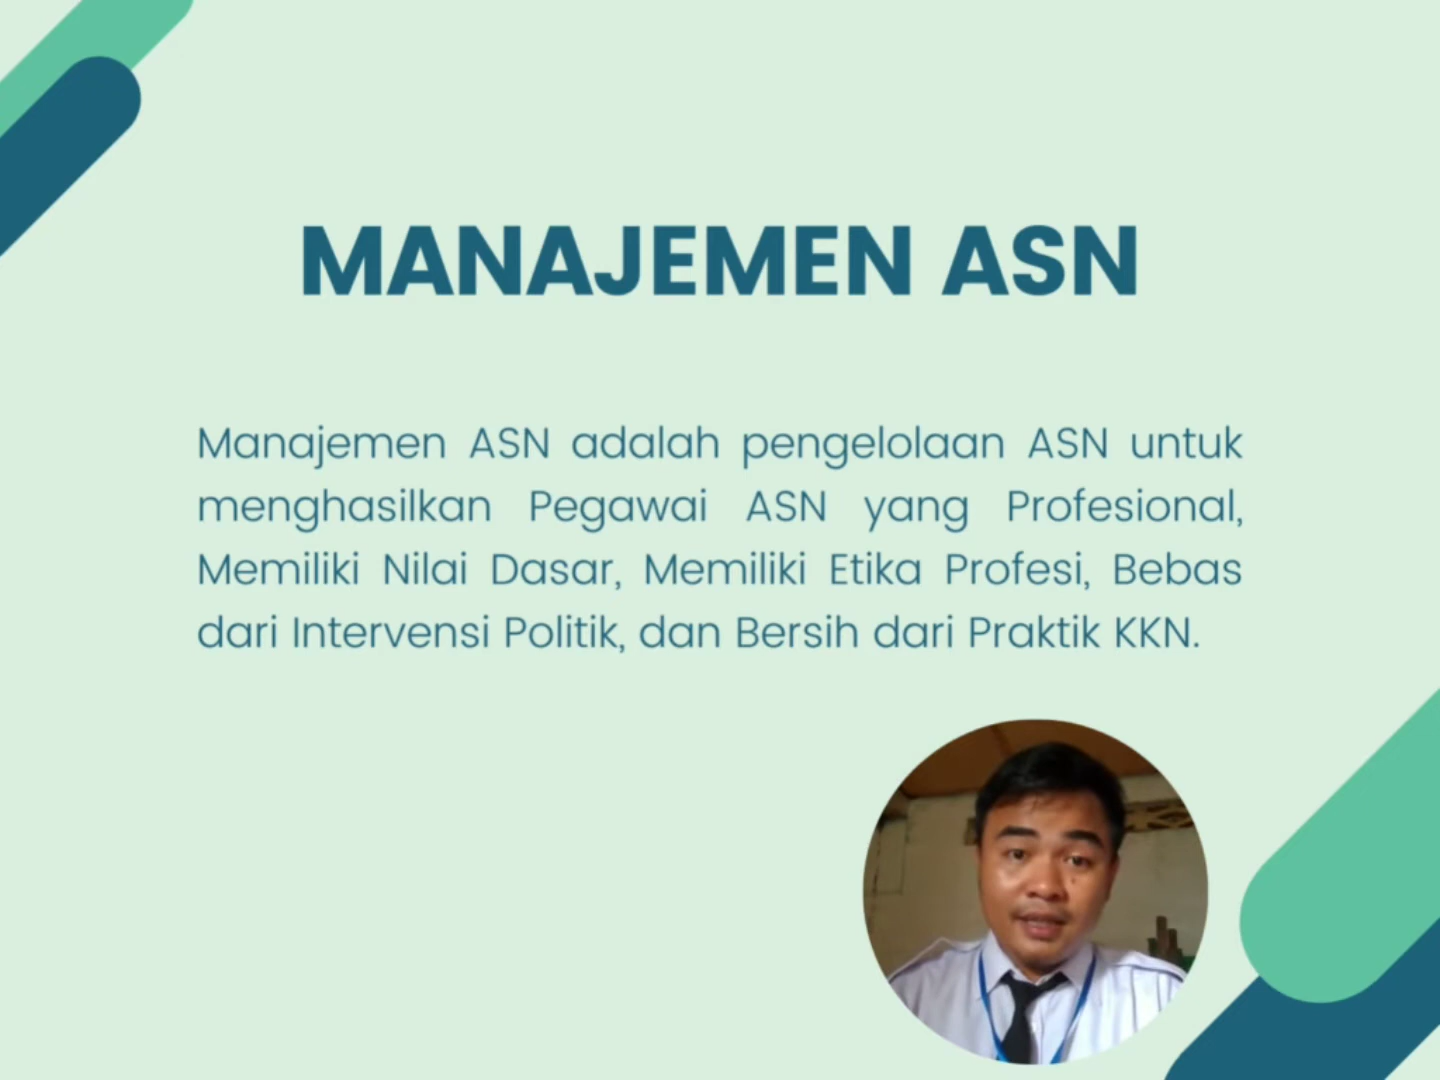 MANAJEMEN ASN
Manajemen ASN adalah pengelolaan ASN untuk
menghasilkan Pegawai ASN yang Profesional,
Memiliki Nilai Dasar, Memiliki Etika Profesi, Bebas
dari Intervensi Politik, dan Bersih dari Praktik KKN.